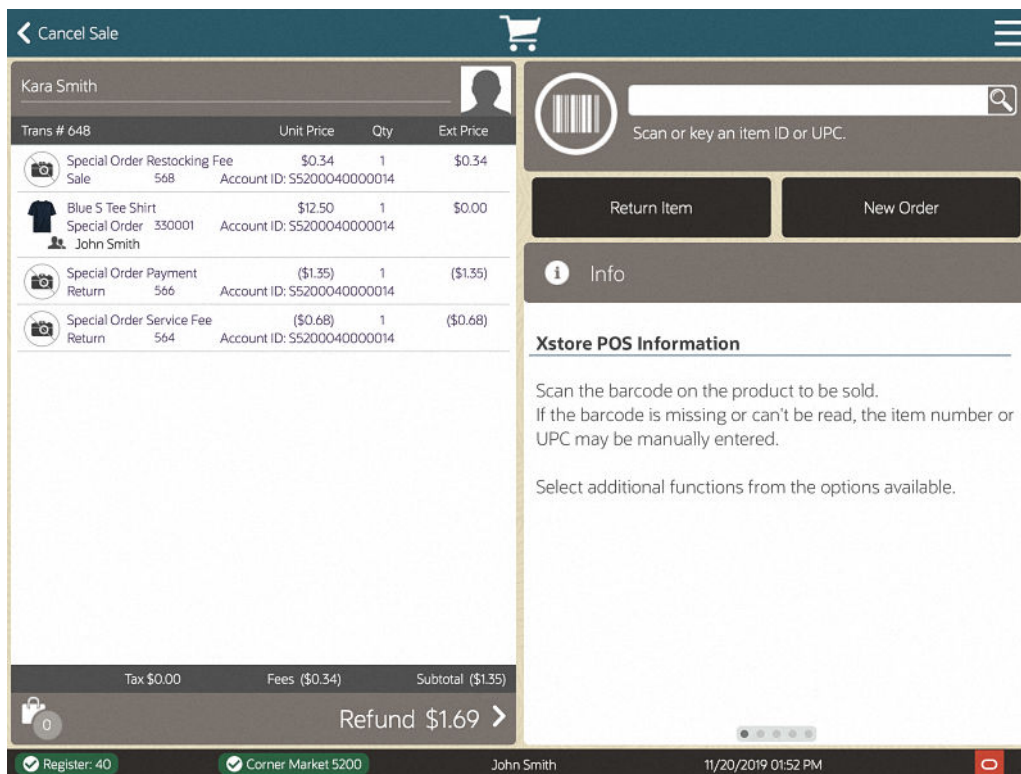 Cancel Sale
Kara Smith
Trans # 648 Unit Price Qty Ext Price
Special Order Restocking Fee $0.34 1 $0.34
Sale 568 Account ID: S5200040000014
Blue S Tee Shirt $12.50 1 $0.00
Special Order 330001 Account ID: S5200040000014
John Smith
Special Order Payment ($1.35) 1 ($1.35)
Return 566 Account ID: S5200040000014
Special Order Service Fee ($0.68) 1 ($0.68)
Return 564 Account ID: S5200040000014
Tax $0.00 Fees ($0.34) Subtotal ($1.35)
0
Refund $1.69
Scan or key an item ID or UPC.
Return Item New Order
i Info
Xstore POS Information
Scan the barcode on the product to be sold.
If the barcode is missing or can't be read, the item number or
UPC may be manually entered.
Select additional functions from the options available.
Register: 40 Corner Market 5200 John Smith 11/20/2019 01:52 PM